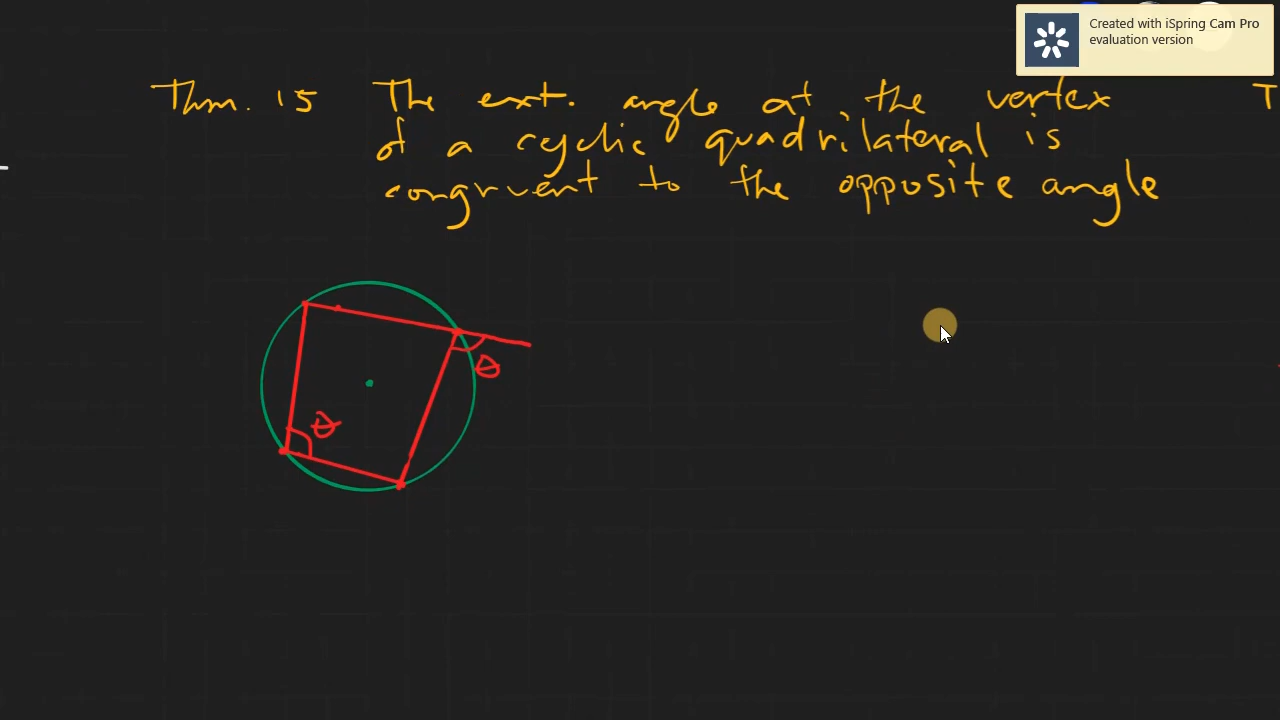 Created with iSpring Cam Pro
evaluation version
Thm. 15 The ext. angle at the vertex
of a cyclic quadrilateral is
congruent to the opposite angle
T
θ
θ